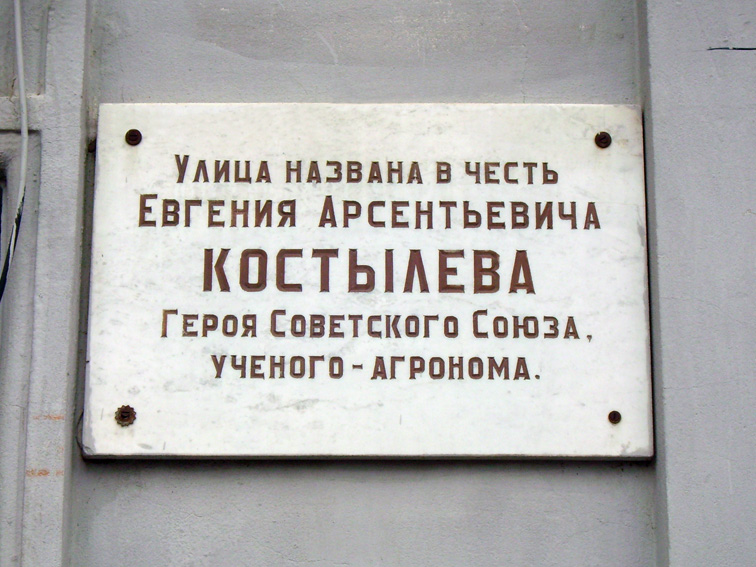 Улица названа в честь
Евгения Арсентьевича
КОСТЫЛЕВА
Героя Советского Союза,
ученого-агронома.